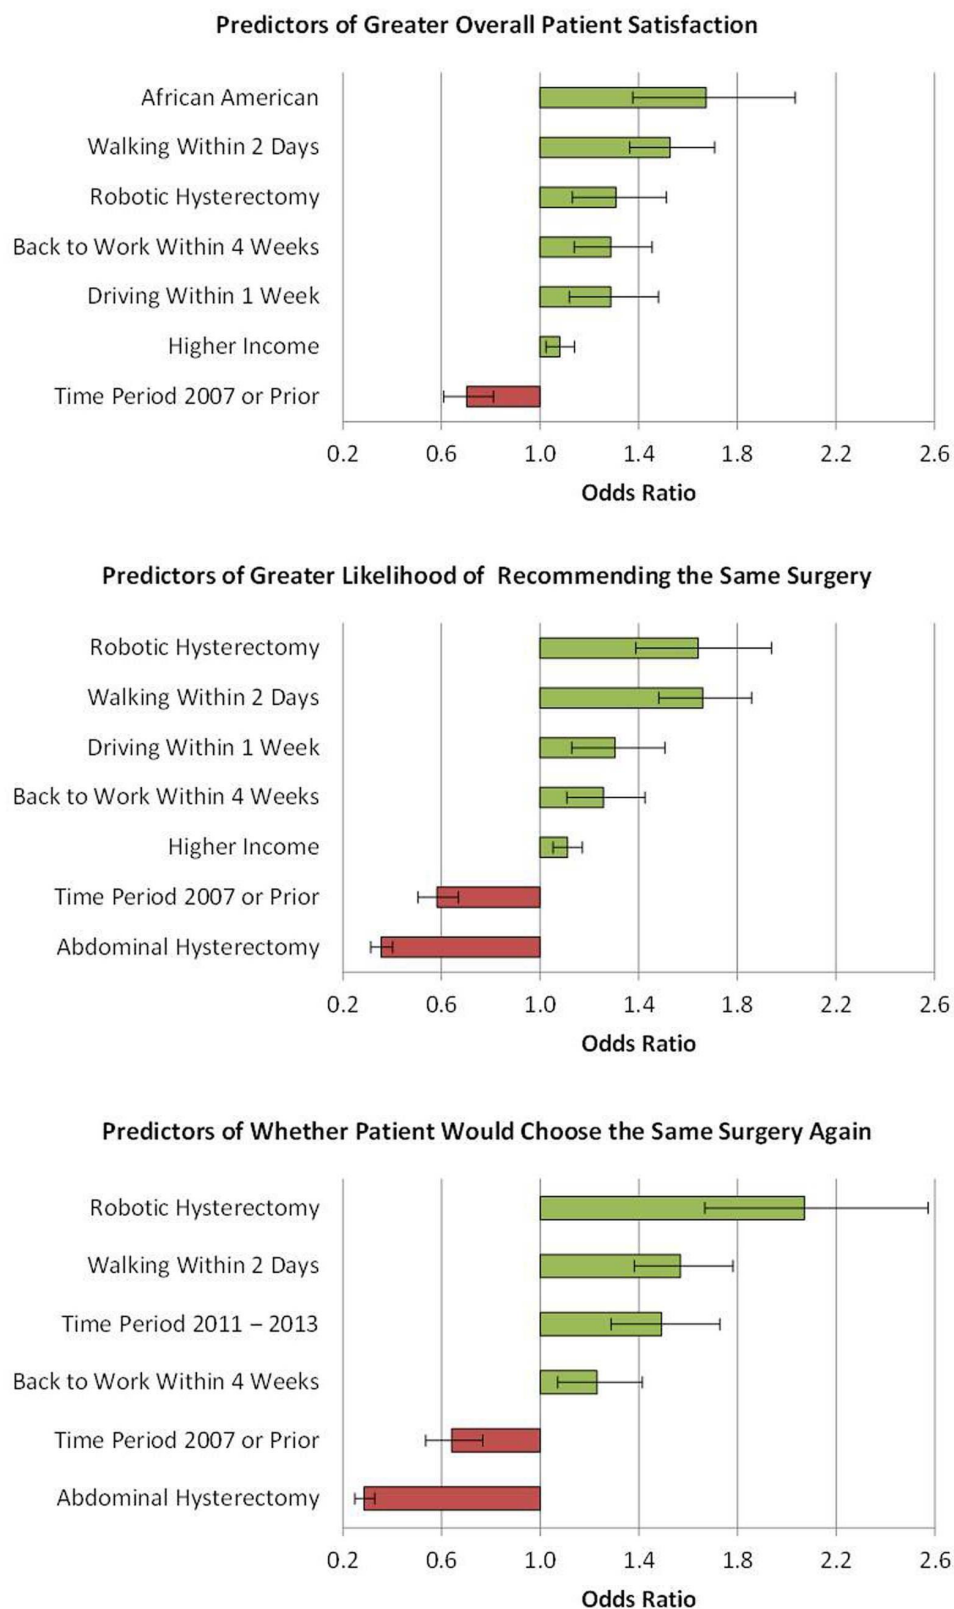 Predictors of Greater Overall Patient Satisfaction
African American
Walking Within 2 Days
Robotic Hysterectomy
Back to Work Within 4 Weeks
Driving Within 1 Week
Higher Income
Time Period 2007 or Prior
0.2 0.6 1.0 1.4 1.8 2.2 2.6
Odds Ratio
Predictors of Greater Likelihood of Recommending the Same Surgery
Robotic Hysterectomy
Walking Within 2 Days
Driving Within 1 Week
Back to Work Within 4 Weeks
Higher Income
Time Period 2007 or Prior
Abdominal Hysterectomy
0.2 0.6 1.0 1.4 1.8 2.2 2.6
Odds Ratio
Predictors of Whether Patient Would Choose the Same Surgery Again
Robotic Hysterectomy
Walking Within 2 Days
Time Period 2011 – 2013
Back to Work Within 4 Weeks
Time Period 2007 or Prior
Abdominal Hysterectomy
0.2 0.6 1.0 1.4 1.8 2.2 2.6
Odds Ratio